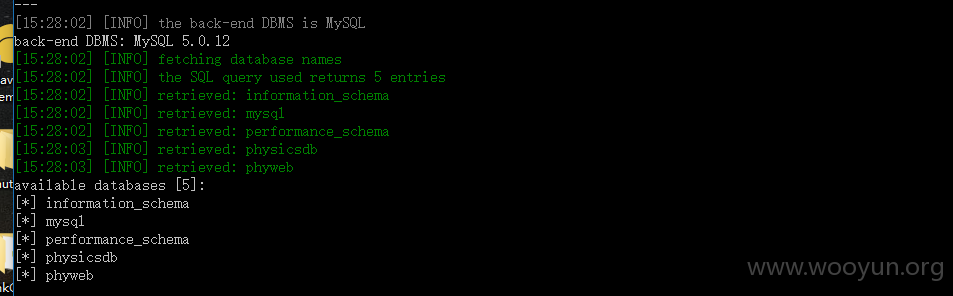 ---
[15:28:02] [INFO] the back-end DBMS is MySQL
back-end DBMS: MySQL 5.0.12
[15:28:02] [INFO] fetching database names
[15:28:02] [INFO] the SQL query used returns 5 entries
[15:28:02] [INFO] retrieved: information_schema
[15:28:02] [INFO] retrieved: mysql
[15:28:02] [INFO] retrieved: performance_schema
[15:28:03] [INFO] retrieved: physicsdb
[15:28:03] [INFO] retrieved: phyweb
available databases [5]:
[*] information_schema
[*] mysql
[*] performance_schema
[*] physicsdb
[*] phyweb
www.wooyun.org